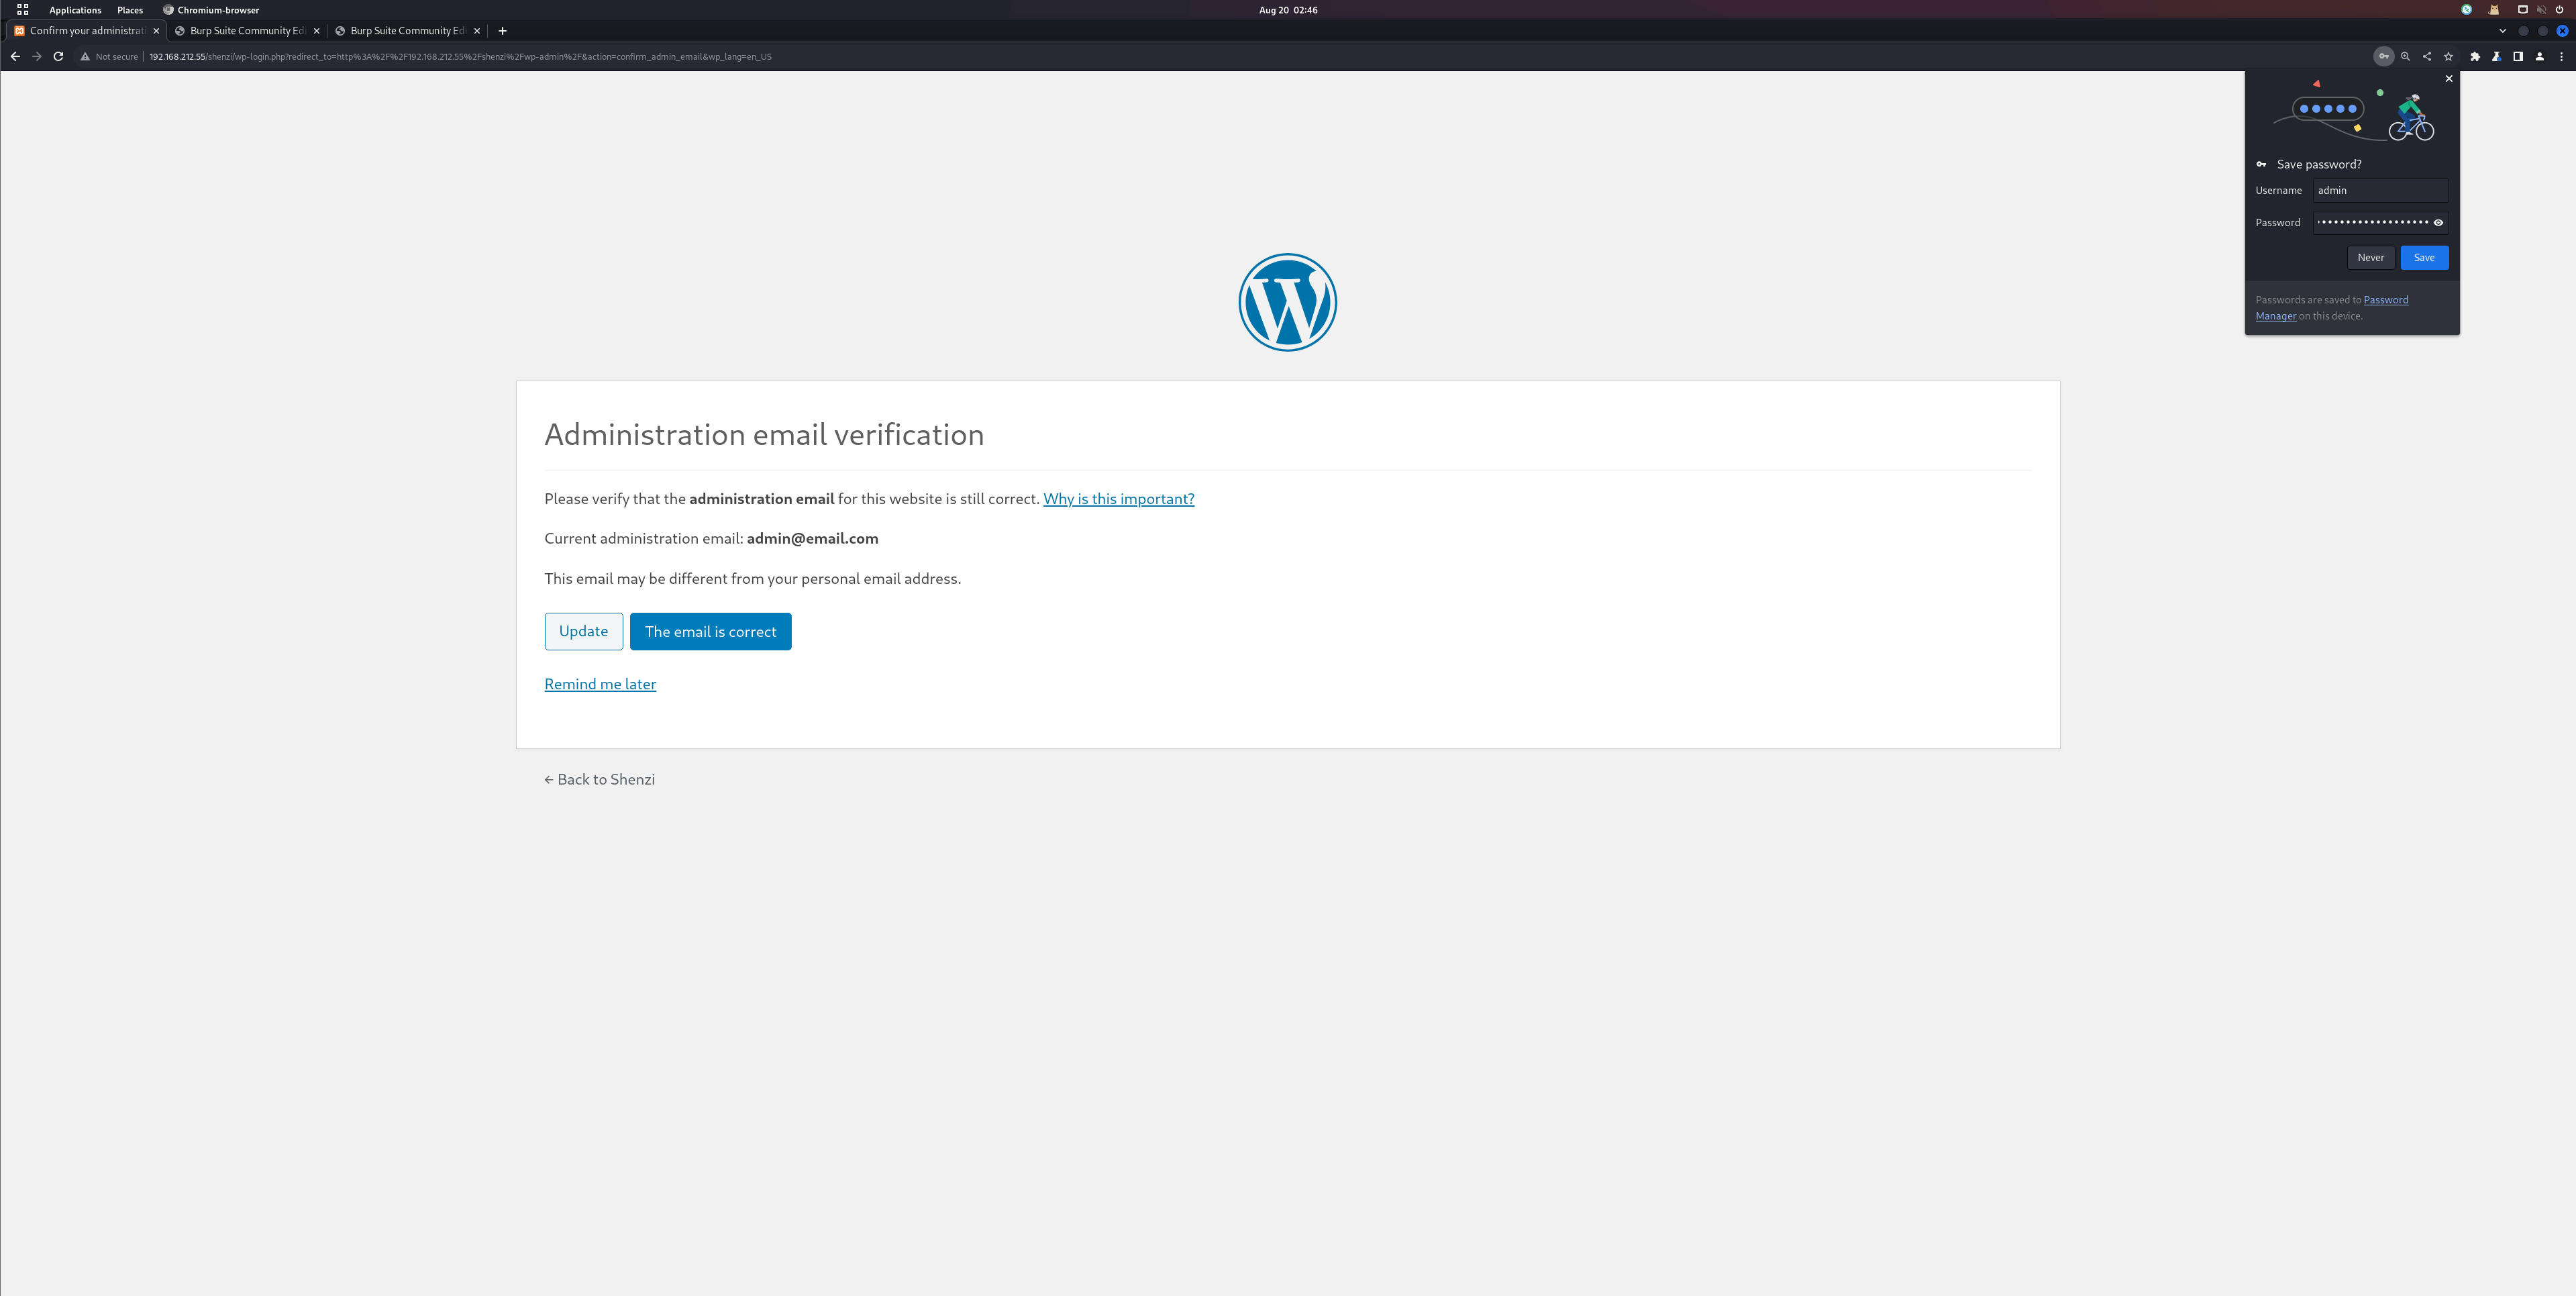 Applications Places Chromium-browser Aug 20 02:46
Confirm your administrati Burp Suite Community Edi Burp Suite Community Edi
Not secure 192.168.212.55/shenzi/wp-login.php?redirect_to=http%3A%2F%2F192.168.212.55%2Fshenzi%2Fwp-admin%2F&action=confirm_admin_email&wp_lang=en_US
Save password?
Username admin
Password
Never Save
Passwords are saved to Password
Manager on this device.
Administration email verification
Please verify that the administration email for this website is still correct. Why is this important?
Current administration email: admin@email.com
This email may be different from your personal email address.
Update The email is correct
Remind me later
← Back to Shenzi